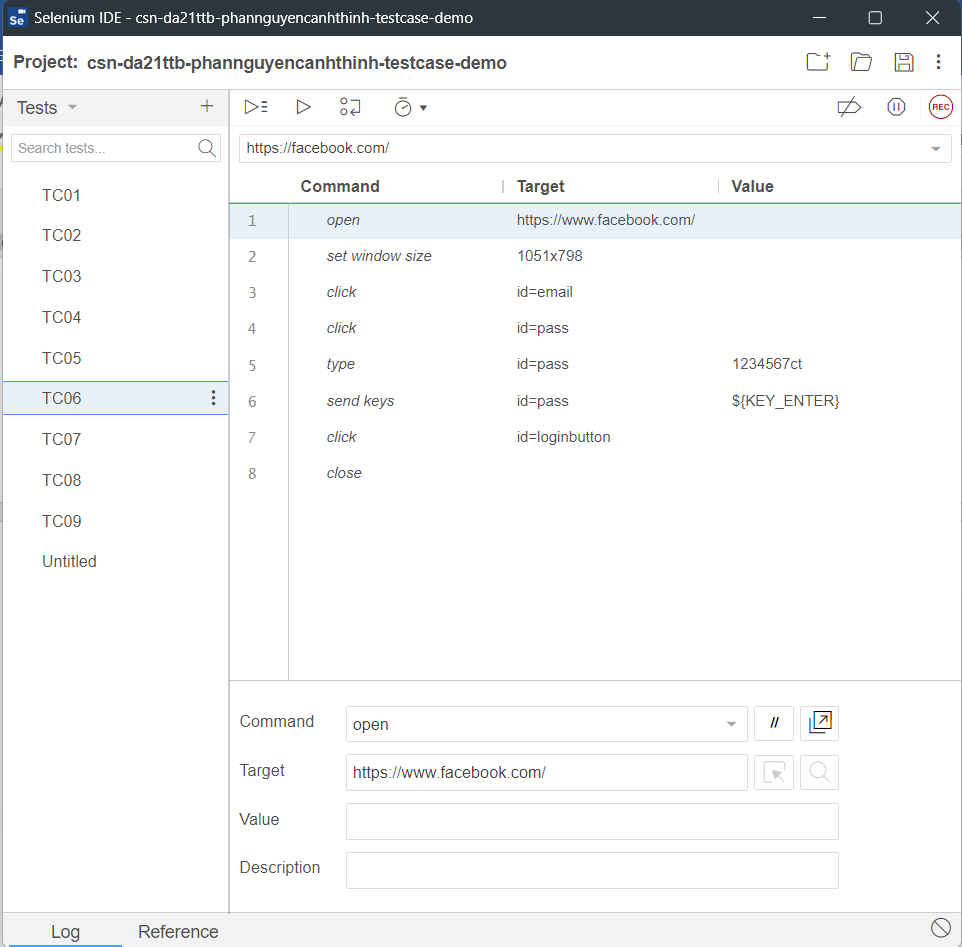 Se Selenium IDE - csn-da21ttb-phannguyencanhthinh-testcase-demo
Project: csn-da21ttb-phannguyencanhthinh-testcase-demo
Tests
REC
Search tests...
https://facebook.com/
Command Target Value
TC01
TC02
TC03
TC04
TC05
TC06
TC07
TC08
TC09
Untitled
1 open https://www.facebook.com/
2 set window size 1051x798
3 click id=email
4 click id=pass
5 type id=pass 1234567ct
6 send keys id=pass ${KEY_ENTER}
7 click id=loginbutton
8 close
Command open //
Target https://www.facebook.com/
Value
Description
Log Reference